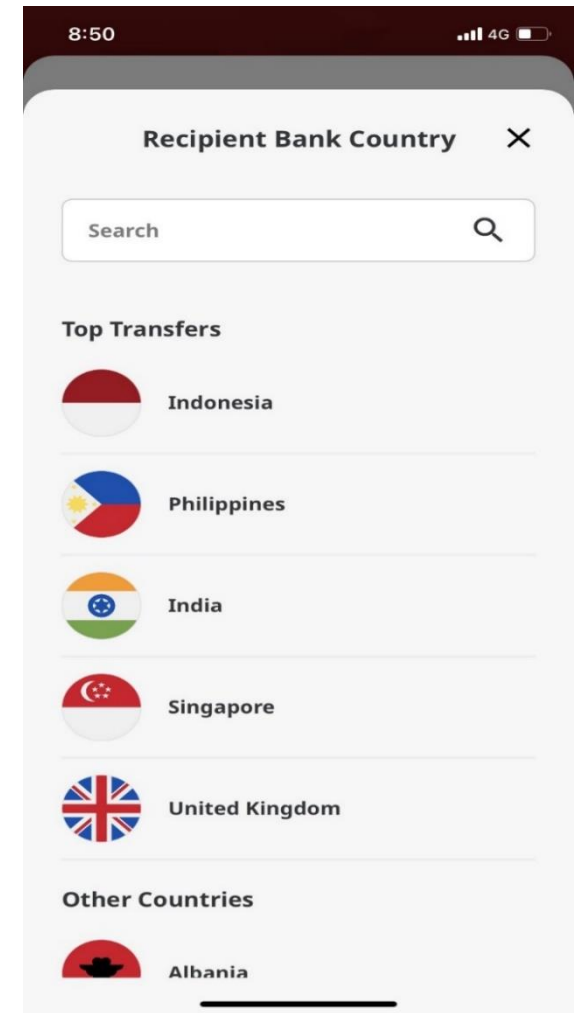 8:50
4G
Recipient Bank Country
Search
Top Transfers
Indonesia
Philippines
India
Singapore
United Kingdom
Other Countries
Albania